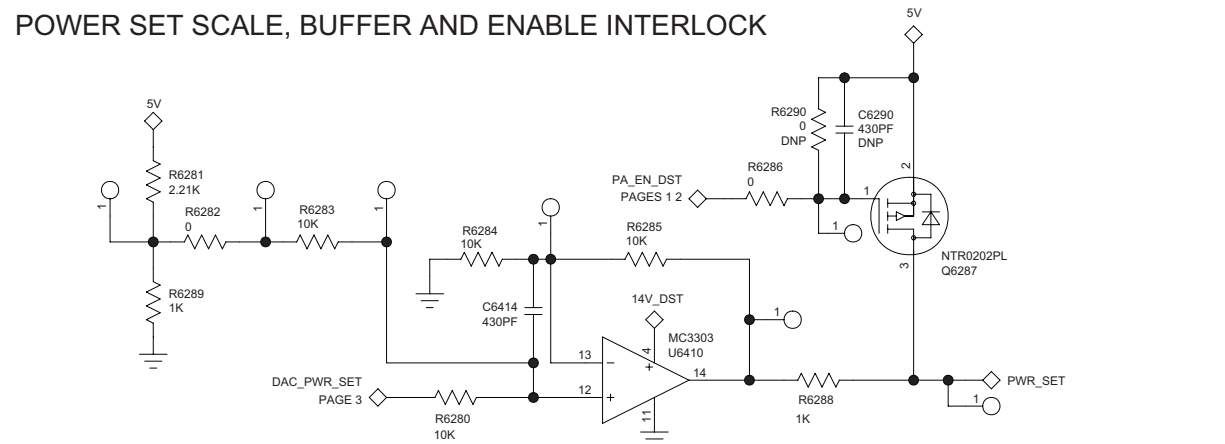 POWER SET SCALE, BUFFER AND ENABLE INTERLOCK
5V
5V
R6290
0
DNP
C6290
430PF
DNP
R6281
2.21K
R6286
0
2
PA_EN_DST
PAGES 1 2
1
1
1
1
1
1
R6282
0
R6283
10K
1
R6284
10K
R6285
10K
3
NTR0202PL
Q6287
R6289
1K
C6414
430PF
14V_DST
1
MC3303
U6410
4
13
14
DAC_PWR_SET
PAGE 3
12
11
R6280
10K
R6288
1K
PWR_SET
1